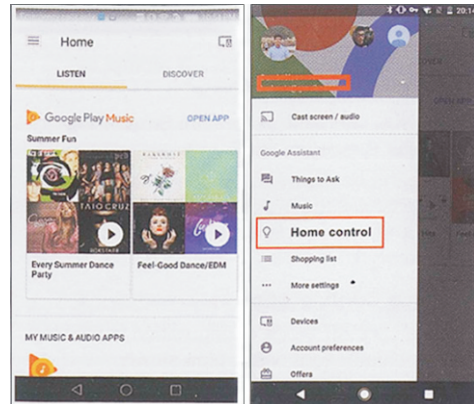 Home
LISTEN
DISCOVER
Google Play Music
OPEN APP
Summer Fun
TAIO CRUZ
Every Summer Dance
Party
Feel-Good Dance/EDM
MY MUSIC & AUDIO APPS
20:14
Cast screen / audio
Google Assistant
Things to Ask
Music
Home control
Shopping list
More settings
Devices
Account preferences
Offers